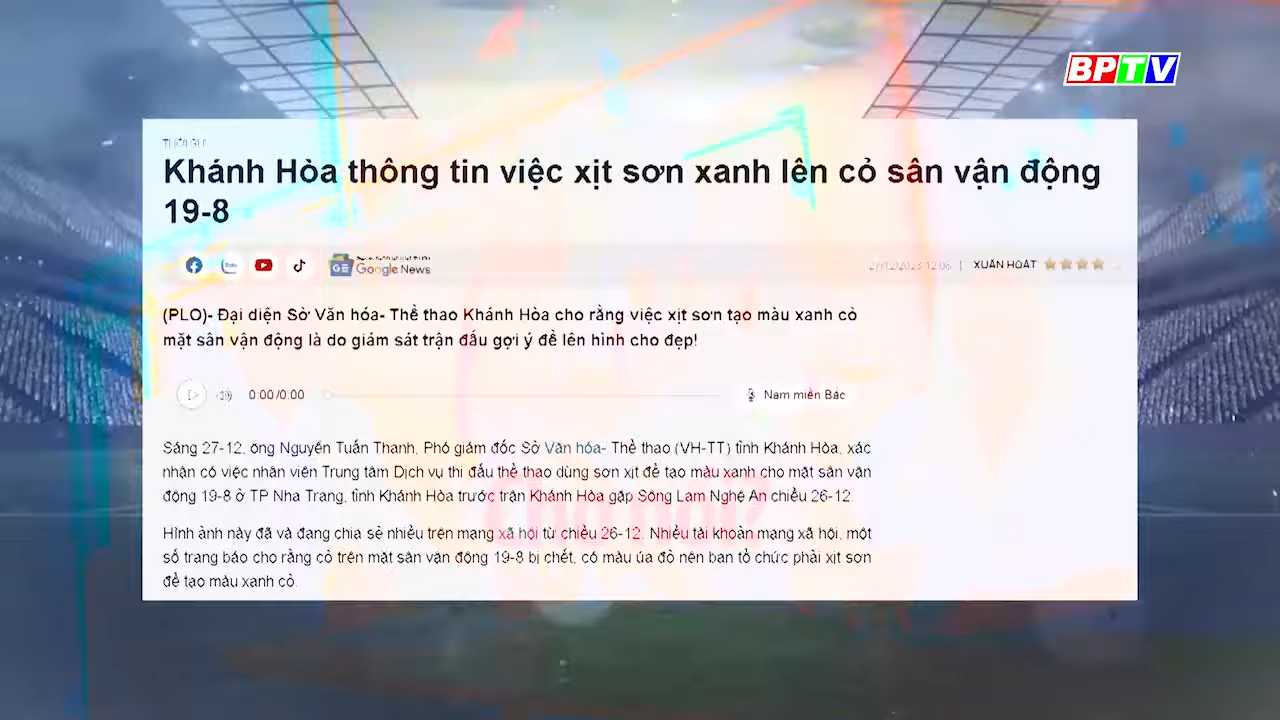 BPTV
THỜI SỰ
Khánh Hòa thông tin việc xịt sơn xanh lên cỏ sân vận động
19-8
Zalo
Google News
27/12/2023 12:06 | XUÂN HOÁT
(PLO)- Đại diện Sở Văn hóa- Thể thao Khánh Hòa cho rằng việc xịt sơn tạo màu xanh cỏ
mặt sân vận động là do giám sát trận đấu gợi ý để lên hình cho đẹp!
0:00/0:00
Nam miền Bắc
Sáng 27-12, ông Nguyễn Tuấn Thanh, Phó giám đốc Sở Văn hóa- Thể thao (VH-TT) tỉnh Khánh Hòa, xác
nhận có việc nhân viên Trung tâm Dịch vụ thi đấu thể thao dùng sơn xịt để tạo màu xanh cho mặt sân vận
động 19-8 ở TP Nha Trang, tỉnh Khánh Hòa trước trận Khánh Hòa gặp Sông Lam Nghệ An chiều 26-12.
Hình ảnh này đã và đang chia sẻ nhiều trên mạng xã hội từ chiều 26-12. Nhiều tài khoản mạng xã hội, một
số trang báo cho rằng cỏ trên mặt sân vận động 19-8 bị chết, có màu úa đỏ nên ban tổ chức phải xịt sơn
để tạo màu xanh cỏ.